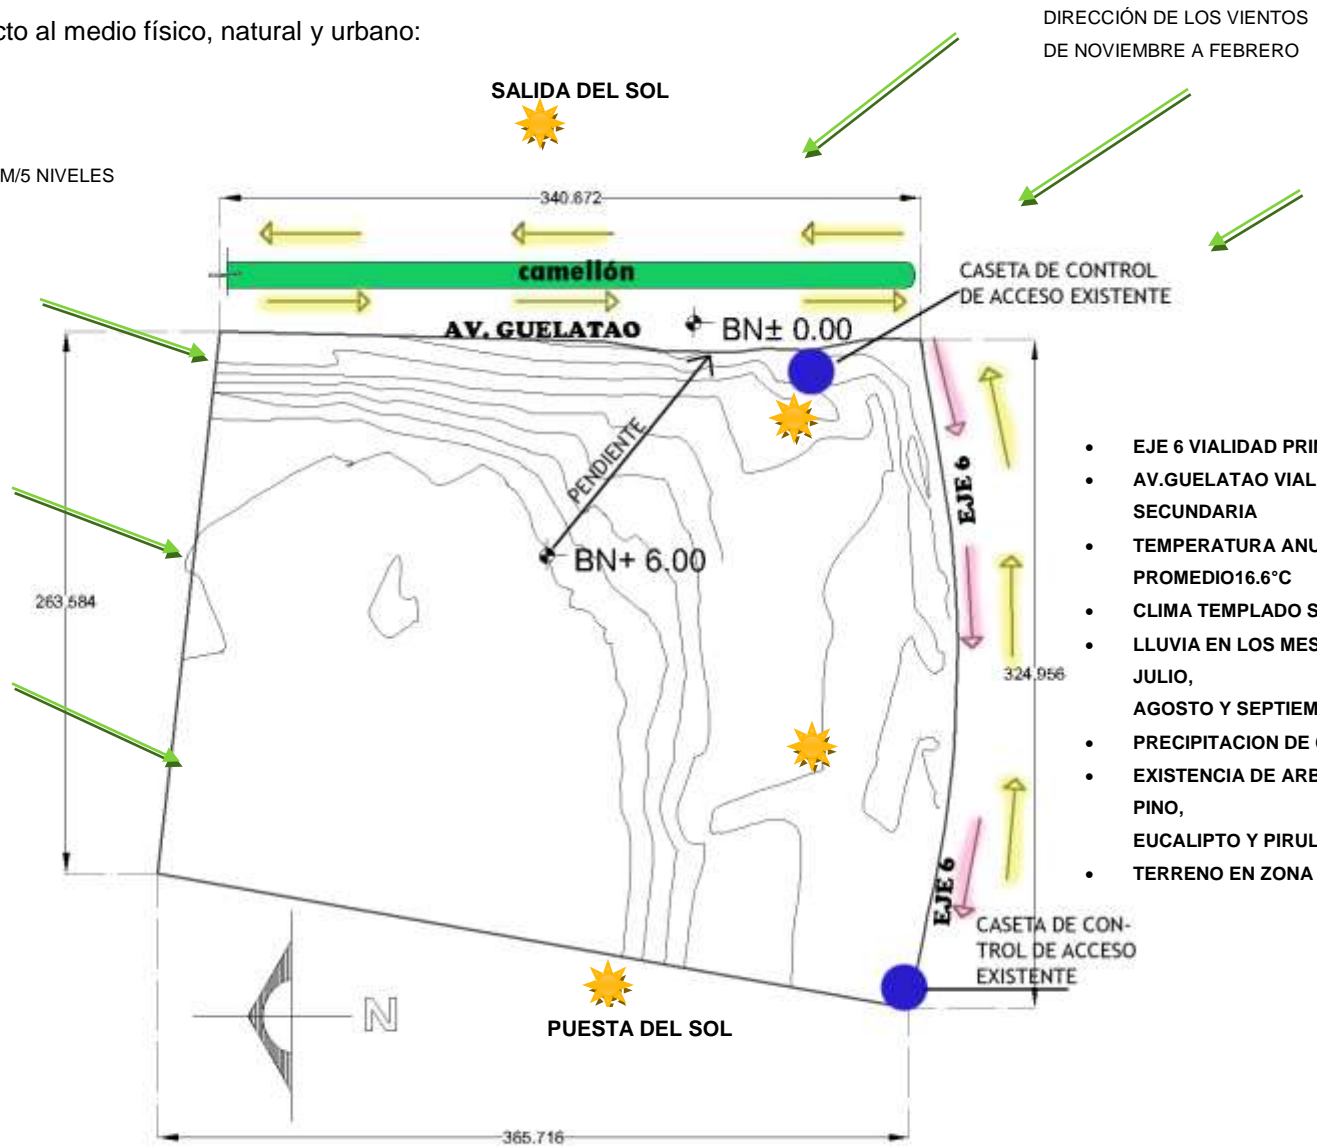 cto al medio físico, natural y urbano:
DIRECCIÓN DE LOS VIENTOS
DE NOVIEMBRE A FEBRERO
SALIDA DEL SOL
M/5 NIVELES
340.672
camellón
CASETA DE CONTROL
DE ACCESO EXISTENTE
AV. GUELATAO
BN± 0.00
PENDIENTE
EJE 6
BN+ 6.00
263.584
324.956
• EJE 6 VIALIDAD PRI
• AV.GUELATAO VIAL
SECUNDARIA
• TEMPERATURA ANU
PROMEDIO16.6°C
• CLIMA TEMPLADO S
• LLUVIA EN LOS MES
JULIO,
AGOSTO Y SEPTIEM
• PRECIPITACION DE
• EXISTENCIA DE ARB
PINO,
EUCALIPTO Y PIRUL
• TERRENO EN ZONA
EJE 6
CASETA DE CON-
TROL DE ACCESO
EXISTENTE
N
PUESTA DEL SOL
365.716